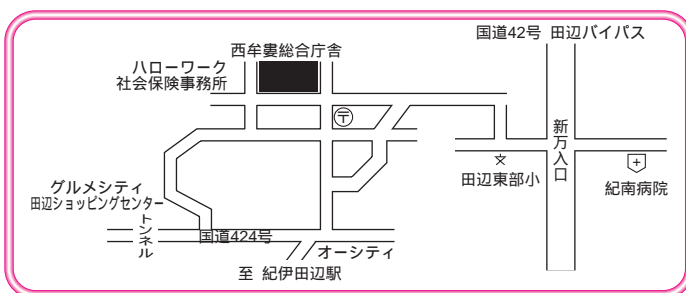 国道42号 田辺バイパス
西牟婁総合庁舎
ハローワーク
社会保険事務所
〒
新万入口
文
田辺東部小
紀南病院
グルメシティ
田辺ショッピングセンター
トンネル
国道424号
オーシティ
至 紀伊田辺駅